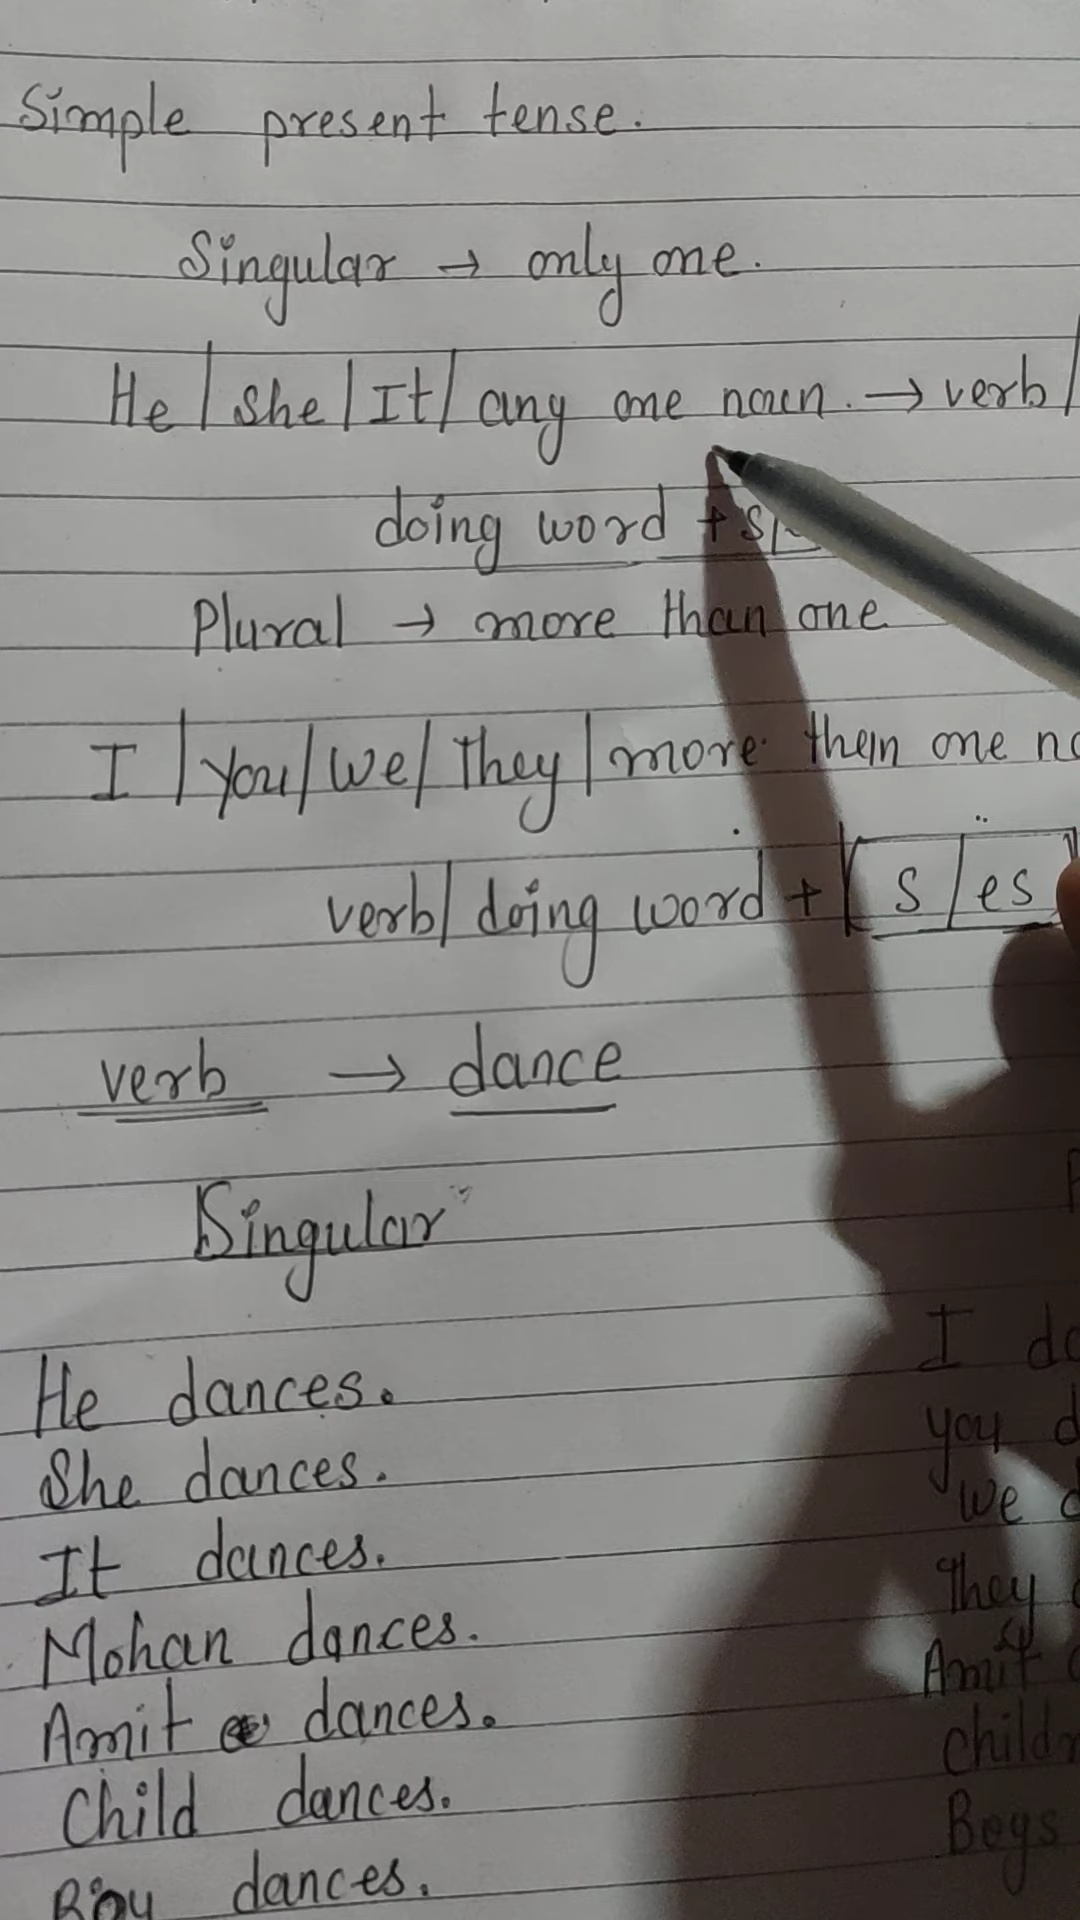 Simple present tense.
Singular → only one.
He | she | It | any one noun. → verb |
doing word + s|
Plural → more than one
I | you | we | they | more them one
verb | doing word + s / es
verb → dance
Singular
He dances.
She dances.
It dances.
Mohan dances.
Amit dances.
Child dances.
Boy dances.
I
you
we
They
Amit
Boys